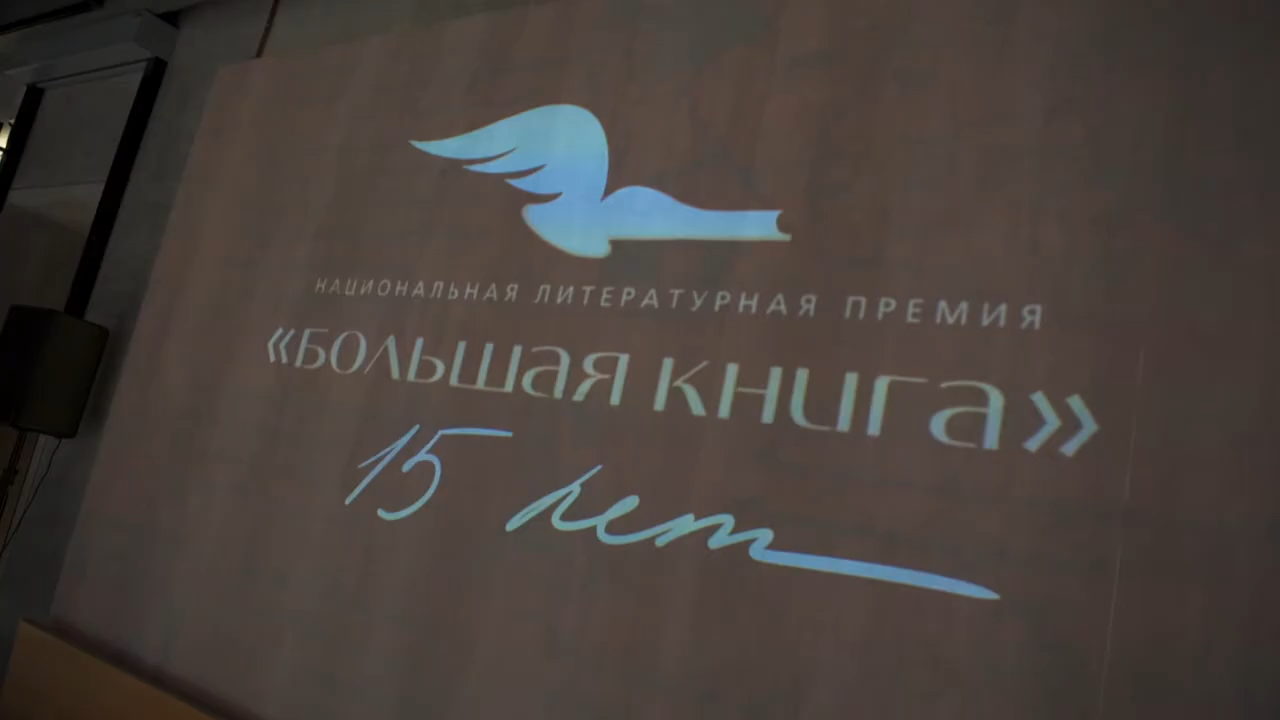 НАЦИОНАЛЬНАЯ ЛИТЕРАТУРНАЯ ПРЕМИЯ
«БОЛЬШАЯ КНИГА»
15 лет